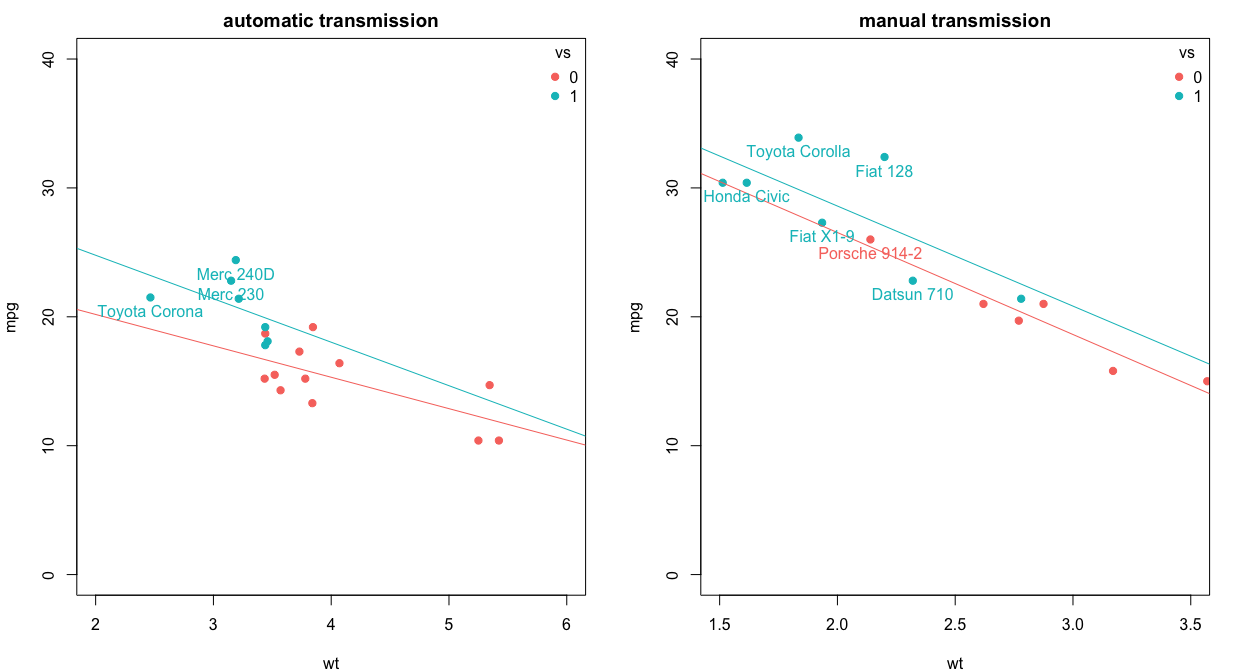 automatic transmission
vs
0
1
40
30
20
10
0
mpg
Merc 240D
Merc 230
Toyota Corona
2 3 4 5 6
wt
manual transmission
vs
0
1
40
30
20
10
0
mpg
Toyota Corolla
Fiat 128
Honda Civic
Fiat X1-9
Porsche 914-2
Datsun 710
1.5 2.0 2.5 3.0 3.5
wt